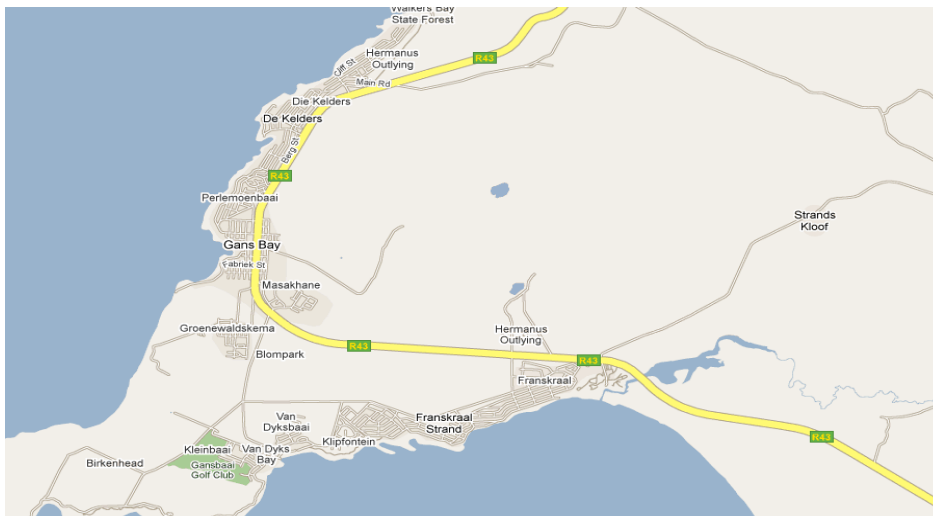 Walkers Bay
State Forest
Hermanus
Outlying
R43
Cliff St
Main Rd
Die Kelders
De Kelders
Berg St
R43
Perlemoenbaai
Strands
Kloof
Gans Bay
Fabriek St
Masakhane
Groenewaldskema
Hermanus
Outlying
R43
Blompark
R43
Franskraal
Van
Dyksbaai
Franskraal
Strand
R43
Klipfontein
Kleinbaai
Van Dyks
Bay
Birkenhead
Gansbaai
Golf Club